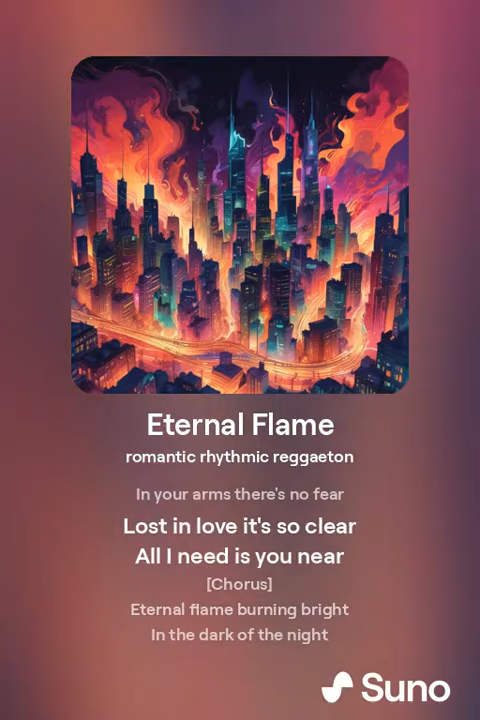 Eternal Flame
romantic rhythmic reggaeton
In your arms there's no fear
Lost in love it's so clear
All I need is you near
[Chorus]
Eternal flame burning bright
In the dark of the night
Suno